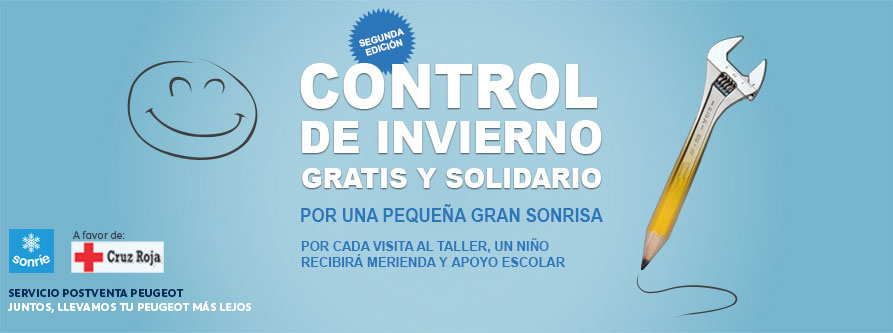 SEGUNDA
EDICIÓN
CONTROL
DE INVIERNO
GRATIS Y SOLIDARIO
POR UNA PEQUEÑA GRAN SONRISA
POR CADA VISITA AL TALLER, UN NIÑO
RECIBIRÁ MERIENDA Y APOYO ESCOLAR
sonríe
A favor de:
Cruz Roja
SERVICIO POSTVENTA PEUGEOT
JUNTOS, LLEVAMOS TU PEUGEOT MÁS LEJOS